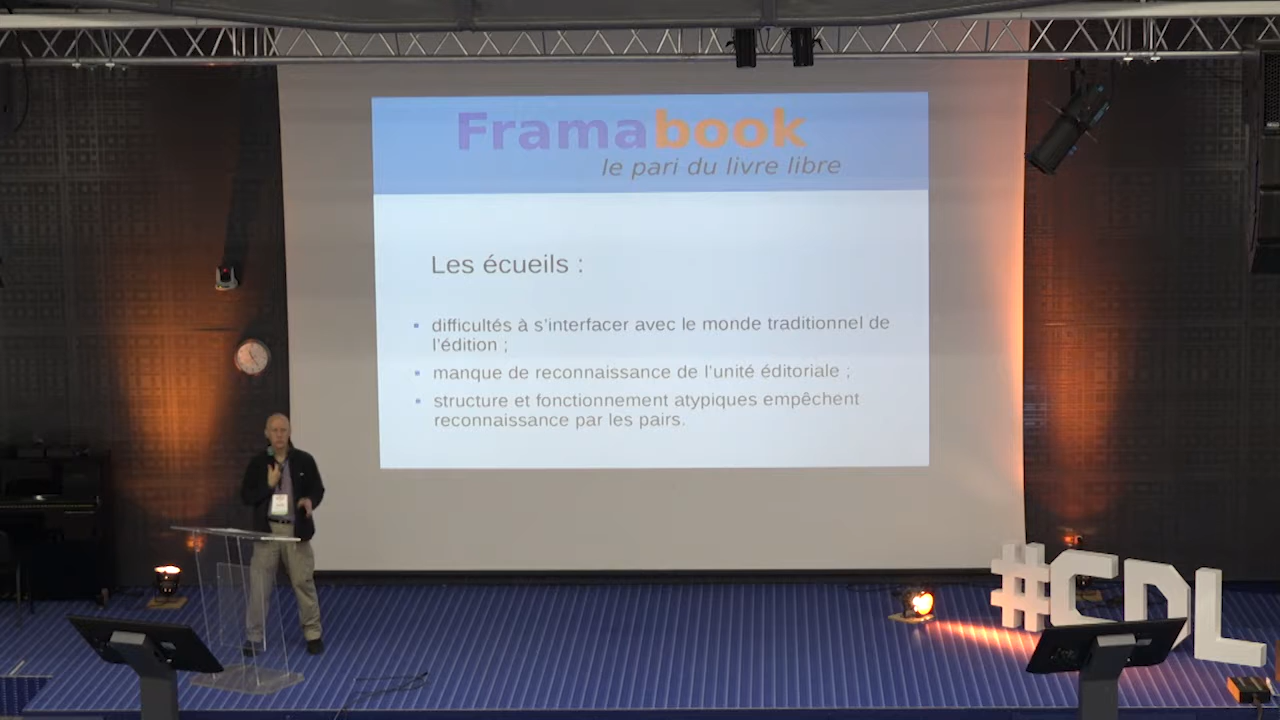 Framabook
le pari du livre libre
Les écueils :
▪ difficultés à s'interfacer avec le monde traditionnel de
l'édition ;
▪ manque de reconnaissance de l'unité éditoriale ;
▪ structure et fonctionnement atypiques empêchent
reconnaissance par les pairs.
#CDL